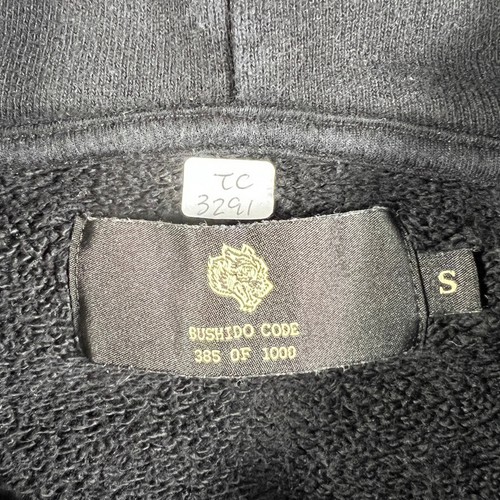 TC
3291
BUSHIDO CODE
385 OF 1000
S